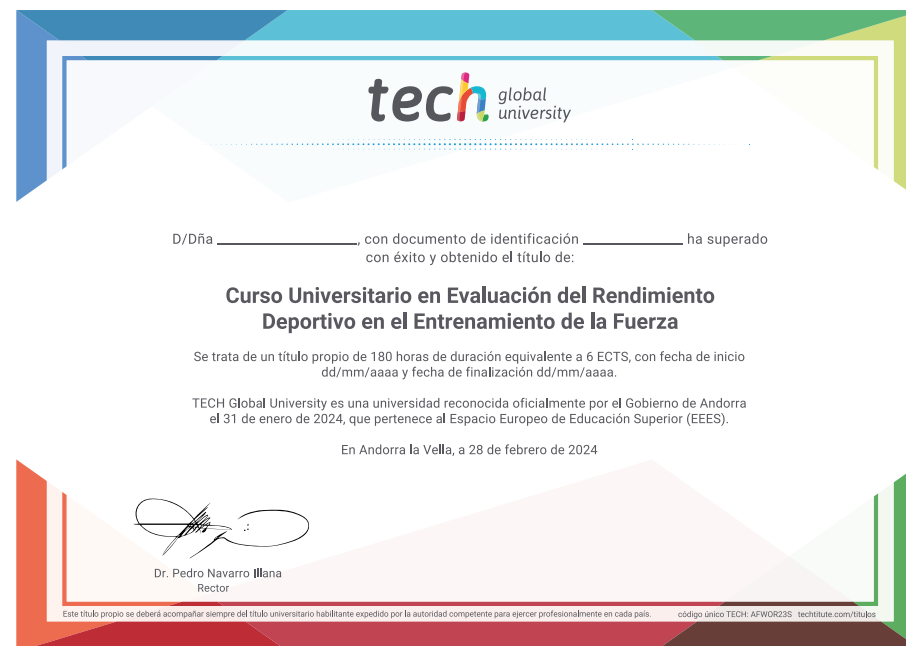 tech global university
D/Dña ____________________, con documento de identificación ______________ ha superado
con éxito y obtenido el título de:
Curso Universitario en Evaluación del Rendimiento
Deportivo en el Entrenamiento de la Fuerza
Se trata de un título propio de 180 horas de duración equivalente a 6 ECTS, con fecha de inicio
dd/mm/aaaa y fecha de finalización dd/mm/aaaa.
TECH Global University es una universidad reconocida oficialmente por el Gobierno de Andorra
el 31 de enero de 2024, que pertenece al Espacio Europeo de Educación Superior (EEES).
En Andorra la Vella, a 28 de febrero de 2024
Dr. Pedro Navarro Illana
Rector
Este título propio se deberá acompañar siempre del título universitario habilitante expedido por la autoridad competente para ejercer profesionalmente en cada país. código único TECH: AFWOR23S techtitute.com/titulos